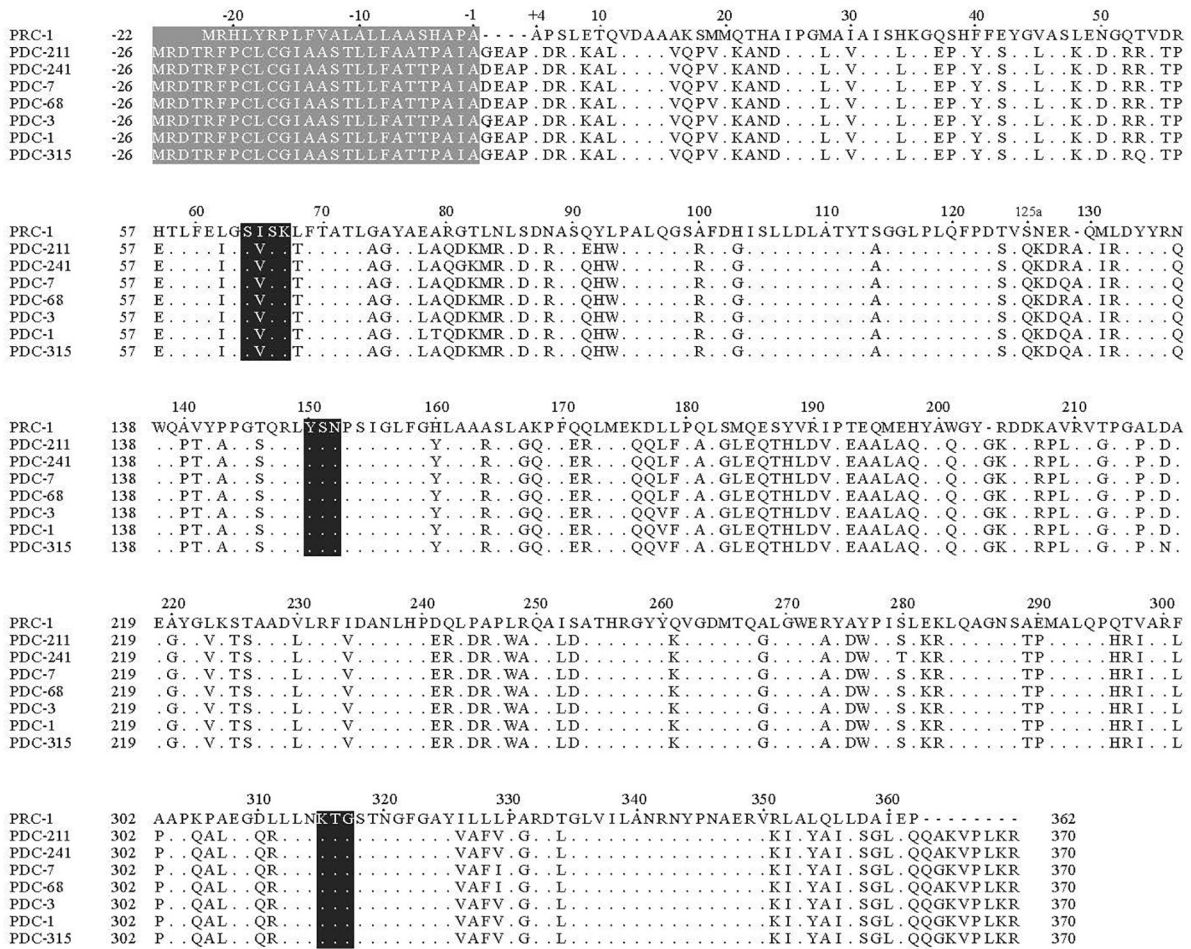 -20 -10 -1 +4 10 20 30 40 50
PRC-1 -22 MRHLYRPLFVALALLAASHAPA----APSLETQVDAAAKSMMQTHAIPGMAIAISHKGQSHFFEYGVASLENGQTVDR
PDC-211 -26 MRDTRFPCLCGIAASTLLFATTPAIAGEAP.DR.KAL....VQPV.KAND...L.V...L..EP.Y.S..L..K.D.RR.TP
PDC-241 -26 MRDTRFPCLCGIAASTLLFATTPAIADEAP.DR.KAL....VQPV.KAND...L.V...L..EP.Y.S..L..K.D.RR.TP
PDC-7 -26 MRDTRFPCLCGIAASTLLFATTPAIADEAP.DR.KAL....VQPV.KAND...L.V...L..EP.Y.S..L..K.D.RR.TP
PDC-68 -26 MRDTRFPCLCGIAASTLLFATTPAIADEAP.DR.KAL....VQPV.KAND...L.V...L..EP.Y.S..L..K.D.RR.TP
PDC-3 -26 MRDTRFPCLCGIAASTLLFATTPAIAGEAP.DR.KAL....VQPV.KAND...L.V...L..EP.Y.S..L..K.D.RR.TP
PDC-1 -26 MRDTRFPCLCGIAASTLLFATTPAIAGEAP.DR.KAL....VQPV.KAND...L.V...L..EP.Y.S..L..K.D.RR.TP
PDC-315 -26 MRDTRFPCLCGIAASTLLFATTPAIAGEAP.DR.KAL....VQPV.KAND...L.V...L..EP.Y.S..L..K.D.RQ.TP
60 70 80 90 100 110 120 125a 130
PRC-1 57 HTLFELGSISKLFTATLGAYAEARGTLNLSDNASQYLPALQGSAFDHISLLDLATYTSGGLPLQFPDTVSNER-QMLDYYRN
PDC-211 57 E....I..V..T.....AG..LAQDKMR.D.R..EHW......R..G..........A.........S.QKDRA.IR....Q
PDC-241 57 E....I..V..T.....AG..LAQGKMR.D.R..QHW......R..G..........A.........S.QKDRA.IR....Q
PDC-7 57 E....I..V..T.....AG..LAQDKMR.D.R..QHW......R..G..........A.........S.QKDQA.IR....Q
PDC-68 57 E....I..V..T.....AG..LAQDKMR.D.R..QHW......R..G..........A.........S.QKDRA.IR....Q
PDC-3 57 E....I..V..T.....AG..LAQDKMR.D.R..QHW......R..G..........A.........S.QKDQA.IR....Q
PDC-1 57 E....I..V..T.....AG..LTQDKMR.D.R..QHW......R..G..........A.........S.QKDQA.IR....Q
PDC-315 57 E....I..V..T.....AG..LAQDKMR.D.R..QHW......R..G..........A.........S.QKDQA.IR....Q
140 150 160 170 180 190 200 210
PRC-1 138 WQAVYPPGTQRLYSNPSIGLFGHLAAASLAKPFQQLMEKDLLPQLSMQESYVRIPTEQMEHYAWGY-RDDKAVRVTPGALDA
PDC-211 138 ..PT.A..S.............Y...R..GQ..ER...QQLF.A.GLEQTHLDV.EAALAQ..Q..GK..RPL..G..P.D.
PDC-241 138 ..PT.A..S.............Y...R..GQ..ER...QQLF.A.GLEQTHLDV.EAALAQ..Q..GK..RPL..G..P.D.
PDC-7 138 ..PT.A..S.............Y...R..GQ..ER...QQLF.A.GLEQTHLDV.EAALAQ..Q..GK..RPL..G..P.D.
PDC-68 138 ..PT.A..S.............Y...R..GQ..ER...QQLF.A.GLEQTHLDV.EAALAQ..Q..GK..RPL..G..P.D.
PDC-3 138 ..PT.A..S.............Y...R..GQ..ER...QQVF.A.GLEQTHLDV.EAALAQ..Q..GK..RPL..G..P.D.
PDC-1 138 ..PT.A..S.............Y...R..GQ..ER...QQVF.A.GLEQTHLDV.EAALAQ..Q..GK..RPL..G..P.D.
PDC-315 138 ..PT.A..S.............Y...R..GQ..ER...QQVF.A.GLEQTHLDV.EAALAQ..Q..GK..RPL..G..P.N.
220 230 240 250 260 270 280 290 300
PRC-1 219 EAYGLKSTAADVLRFIDANLHPDQLPAPLRQAISATHRGYYQVGDMTQALGWERYAYPISLEKLQAGNSAEMALQPQTVARF
PDC-211 219 .G..V.TS...L...V......ER.DR.WA..LD.......K......G....A.DW..S.KR......TP.....HRI..L
PDC-241 219 .G..V.TS...L...V......ER.DR.WA..LD.......K......G....A.DW..T.KR......TP.....HRI..L
PDC-7 219 .G..V.TS...L...V......ER.DR.WA..LD.......K......G....A.DW..S.KR......TP.....HRI..L
PDC-68 219 .G..V.TS...L...V......ER.DR.WA..LD.......K......G....A.DW..S.KR......TP.....HRI..L
PDC-3 219 .G..V.TS...L...V......ER.DR.WA..LD.......K......G....A.DW..S.KR......TP.....HRI..L
PDC-1 219 .G..V.TS...L...V......ER.DR.WA..LD.......K......G....A.DW..S.KR......TP.....HRI..L
PDC-315 219 .G..V.TS...L...V......ER.DR.WA..LD.......K......G....A.DW..S.KR......TP.....HRI..L
310 320 330 340 350 360
PRC-1 302 AAPKPAEGDLLLNKTGSTNGFGAYILLLPARDTGLVILANRNYPNAERVRLALQLLDAIEP-------- 362
PDC-211 302 P..QAL..QR..............VAFV.G..L................KI.YAI.SGL.QQAKVPLKR 370
PDC-241 302 P..QAL..QR..............VAFV.G..L................KI.YAI.SGL.QQAKVPLKR 370
PDC-7 302 P..QAL..QR..............VAFI.G..L................KI.YAI.SGL.QQGKVPLKR 370
PDC-68 302 P..QAL..QR..............VAFI.G..L................KI.YAI.SGL.QQAKVPLKR 370
PDC-3 302 P..QAL..QR..............VAFV.G..L................KI.YAI.SGL.QQGKVPLKR 370
PDC-1 302 P..QAL..QR..............VAFV.G..L................KI.YAI.SGL.QQGKVPLKR 370
PDC-315 302 P..QAL..QR..............VAFV.G..L................KI.YAI.SGL.QQAKVPLKR 370